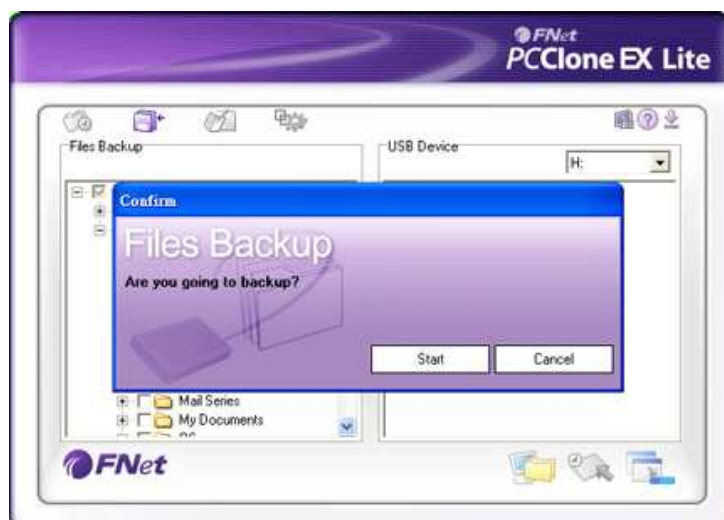 FNet
PCClone EX Lite
Files Backup
USB Device
H:
Confirm
Files Backup
Are you going to backup?
Start
Cancel
Mail Series
My Documents
FNet